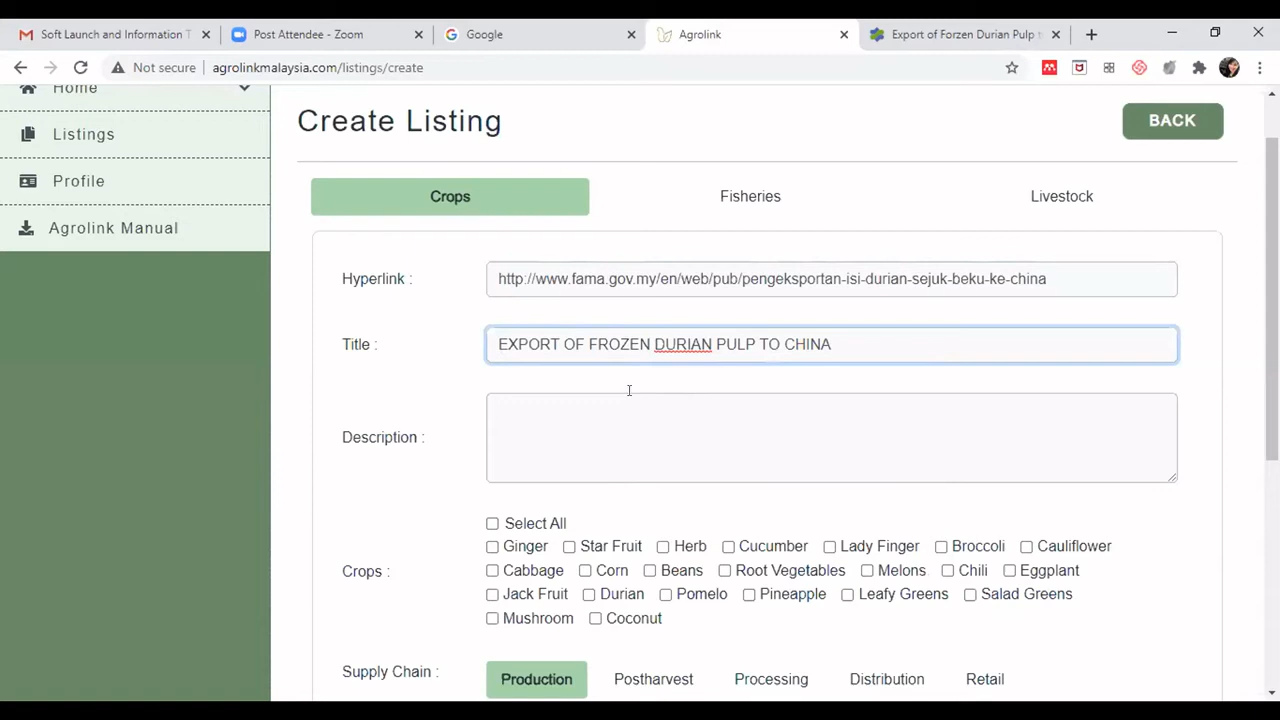 Soft Launch and Information T
Post Attendee - Zoom
Google
Agrolink
Export of Forzen Durian Pulp t
Not secure
agrolinkmalaysia.com/listings/create
Home
Listings
Profile
Agrolink Manual
Create Listing
BACK
Crops Fisheries Livestock
Hyperlink : http://www.fama.gov.my/en/web/pub/pengeksportan-isi-durian-sejuk-beku-ke-china
Title : EXPORT OF FROZEN DURIAN PULP TO CHINA
Description :
Crops :
Select All
Ginger Star Fruit Herb Cucumber Lady Finger Broccoli Cauliflower
Cabbage Corn Beans Root Vegetables Melons Chili Eggplant
Jack Fruit Durian Pomelo Pineapple Leafy Greens Salad Greens
Mushroom Coconut
Supply Chain : Production Postharvest Processing Distribution Retail